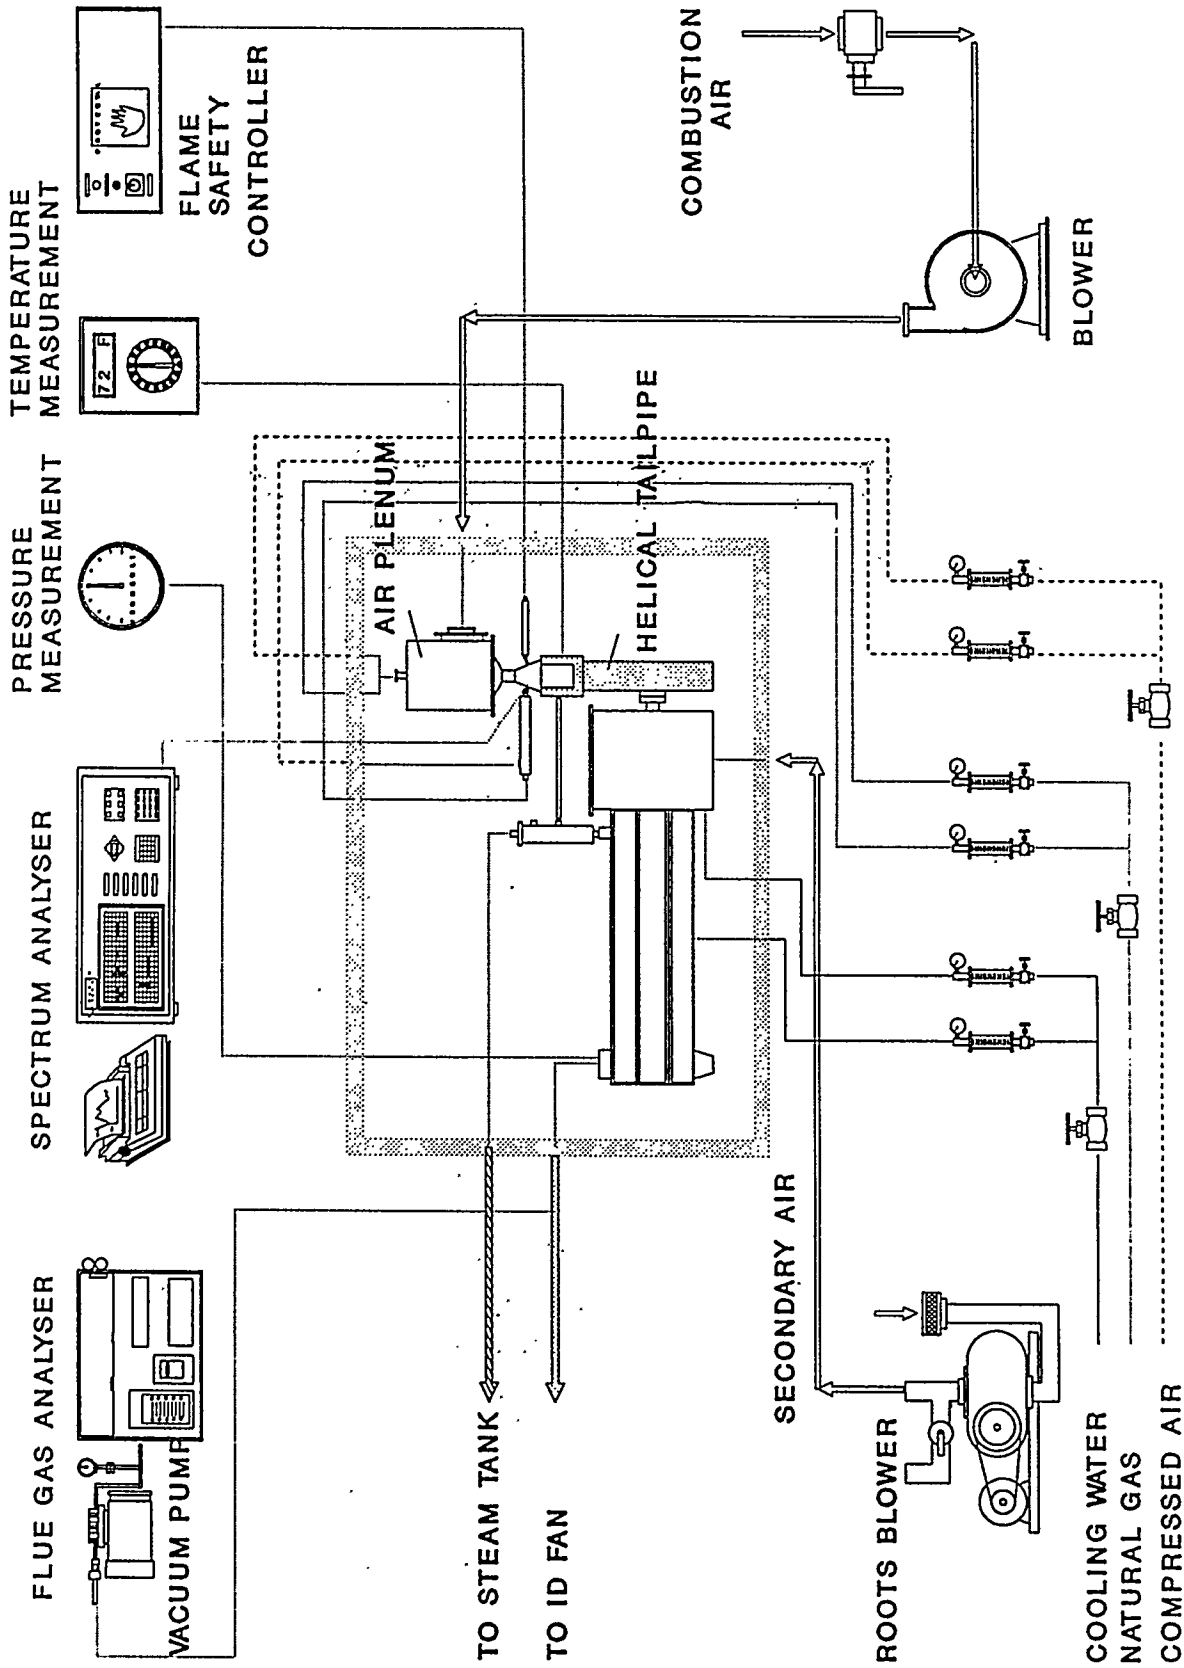 FLUE GAS ANALYSER
VACUUM PUMP
SPECTRUM ANALYSER
PRESSURE
MEASUREMENT
TEMPERATURE
MEASUREMENT
72 F
FLAME
SAFETY
CONTROLLER
AIR PLENUM
HELICAL TAILPIPE
COMBUSTION
AIR
BLOWER
TO STEAM TANK
TO ID FAN
SECONDARY AIR
ROOTS BLOWER
COOLING WATER
NATURAL GAS
COMPRESSED AIR